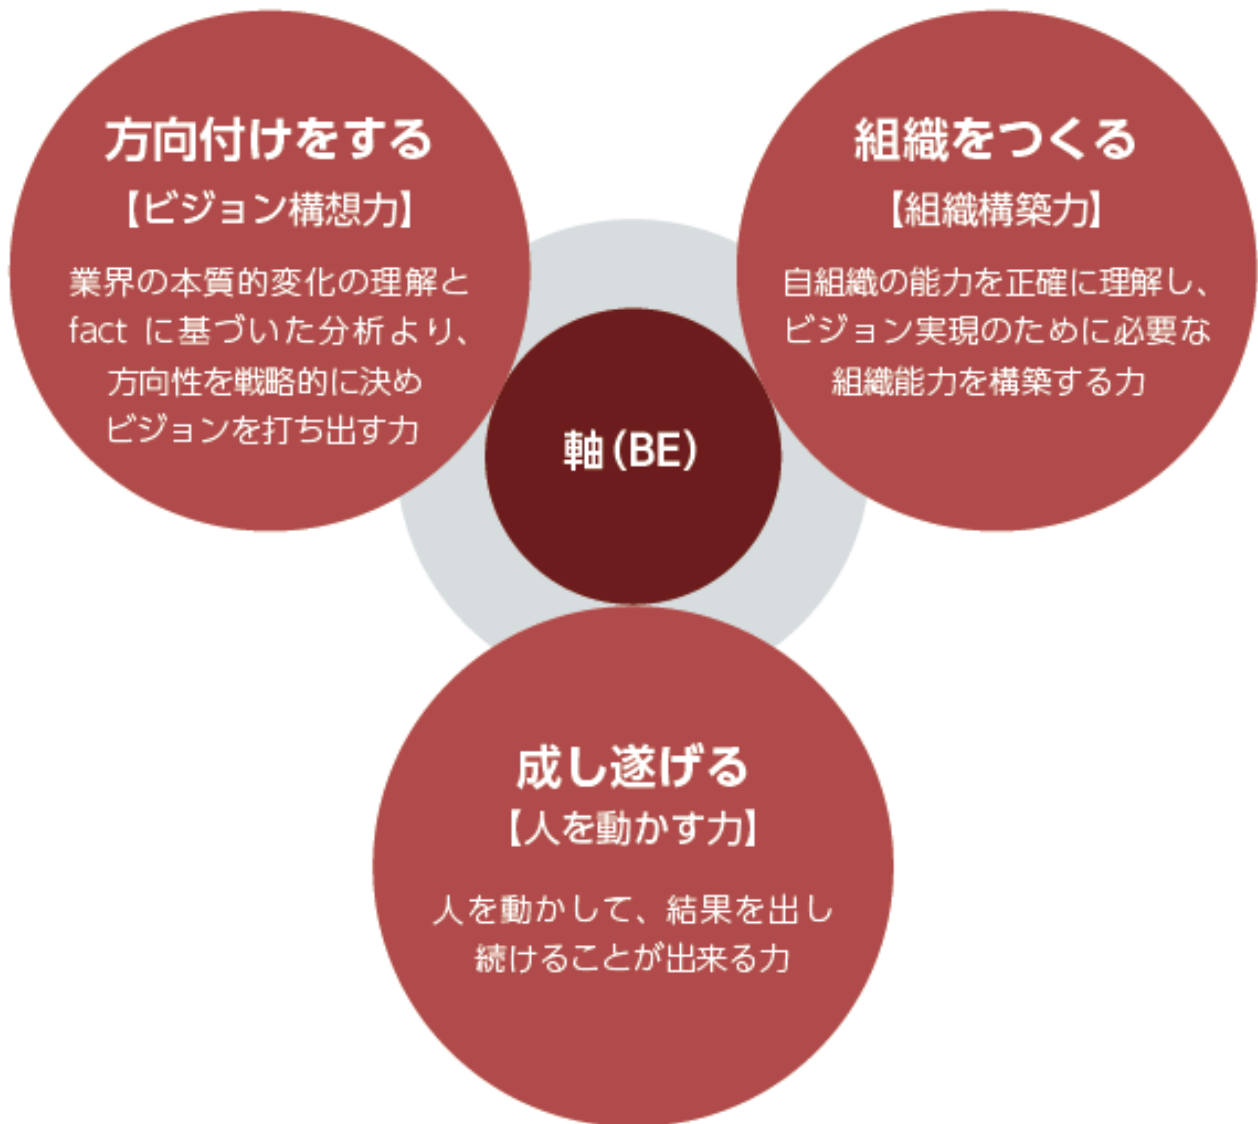 方向付けをする
【ビジョン構想力】
業界の本質的変化の理解と
fact に基づいた分析より、
方向性を戦略的に決め
ビジョンを打ち出す力
組織をつくる
【組織構築力】
自組織の能力を正確に理解し、
ビジョン実現のために必要な
組織能力を構築する力
軸(BE)
成し遂げる
【人を動かす力】
人を動かして、結果を出し
続けることが出来る力